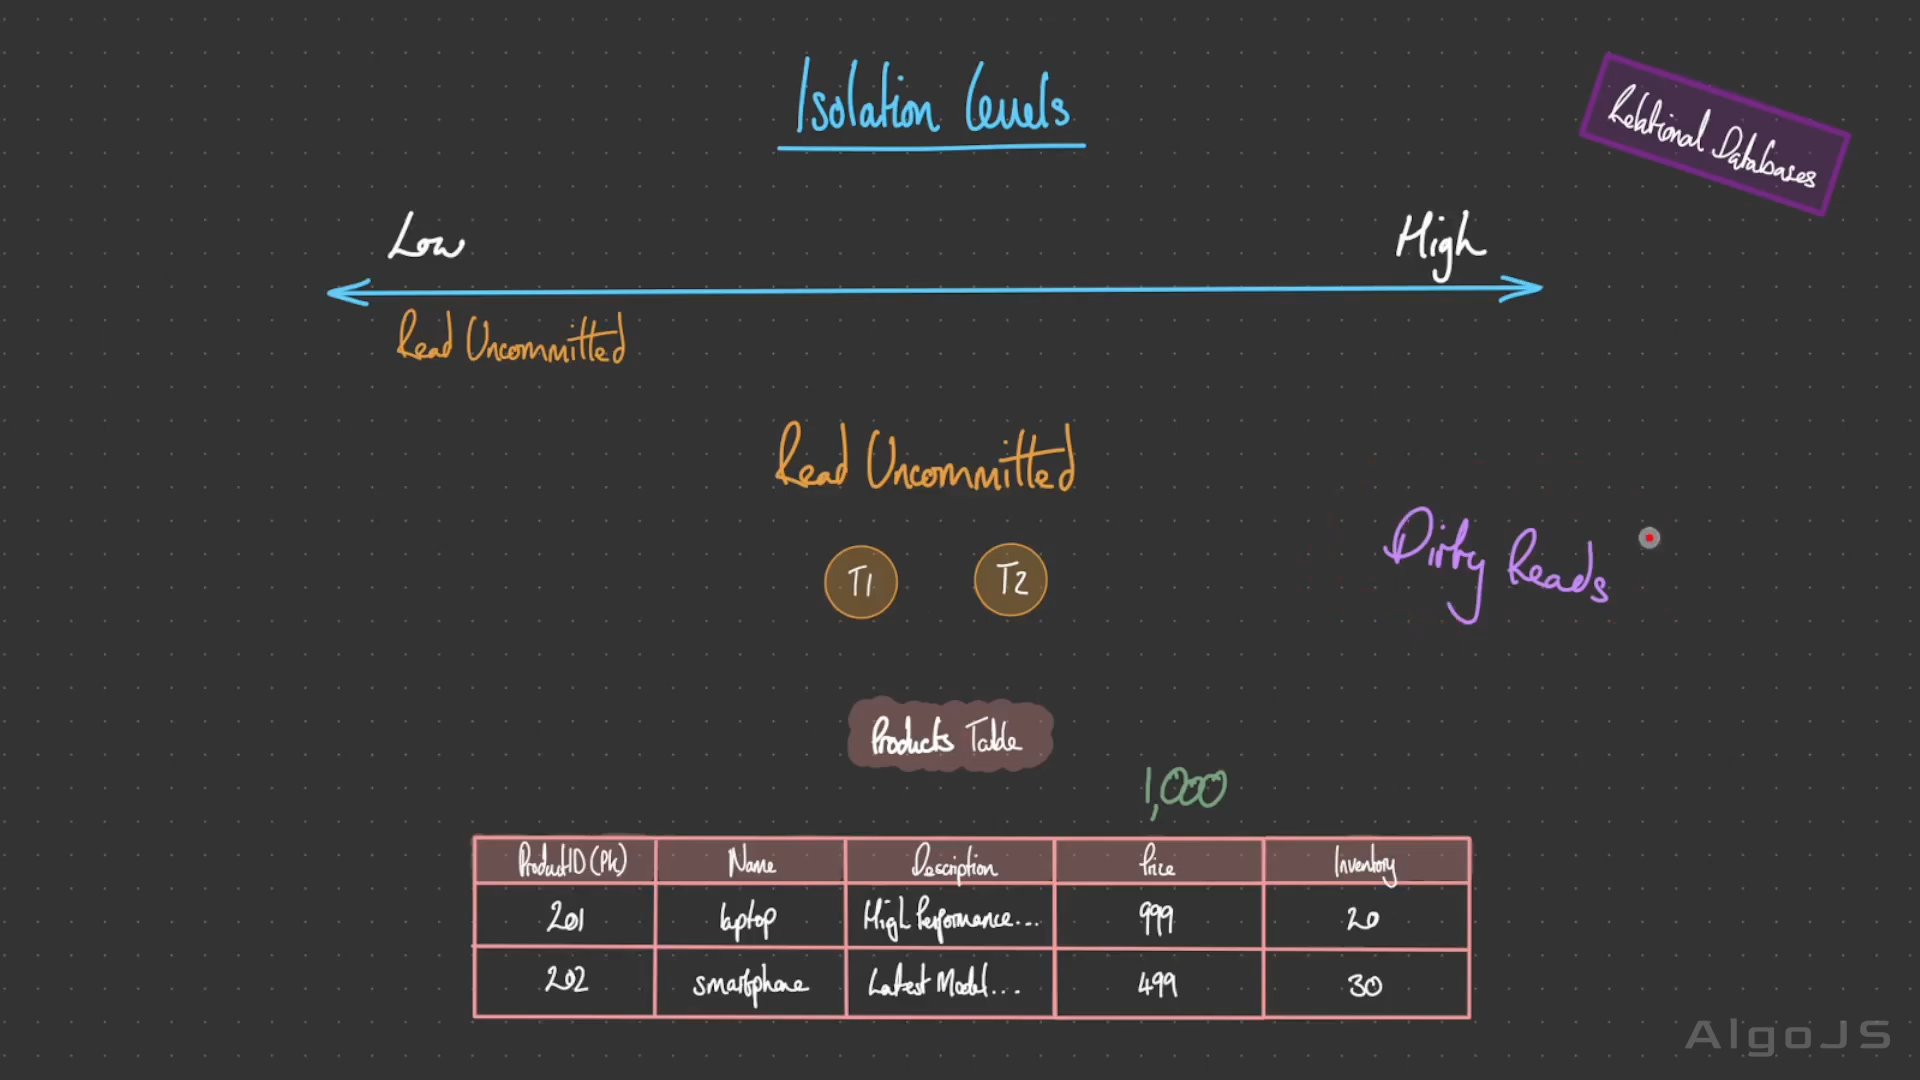 Isolation Levels
Relational Databases
Low
High
Read Uncommitted
Read Uncommitted
Dirty Reads
T1
T2
Products Table
1,000
ProductID (PK) Name Description Price Inventory
201 laptop High Performance... 999 20
202 smartphone Latest Model... 499 30
AlgoJS